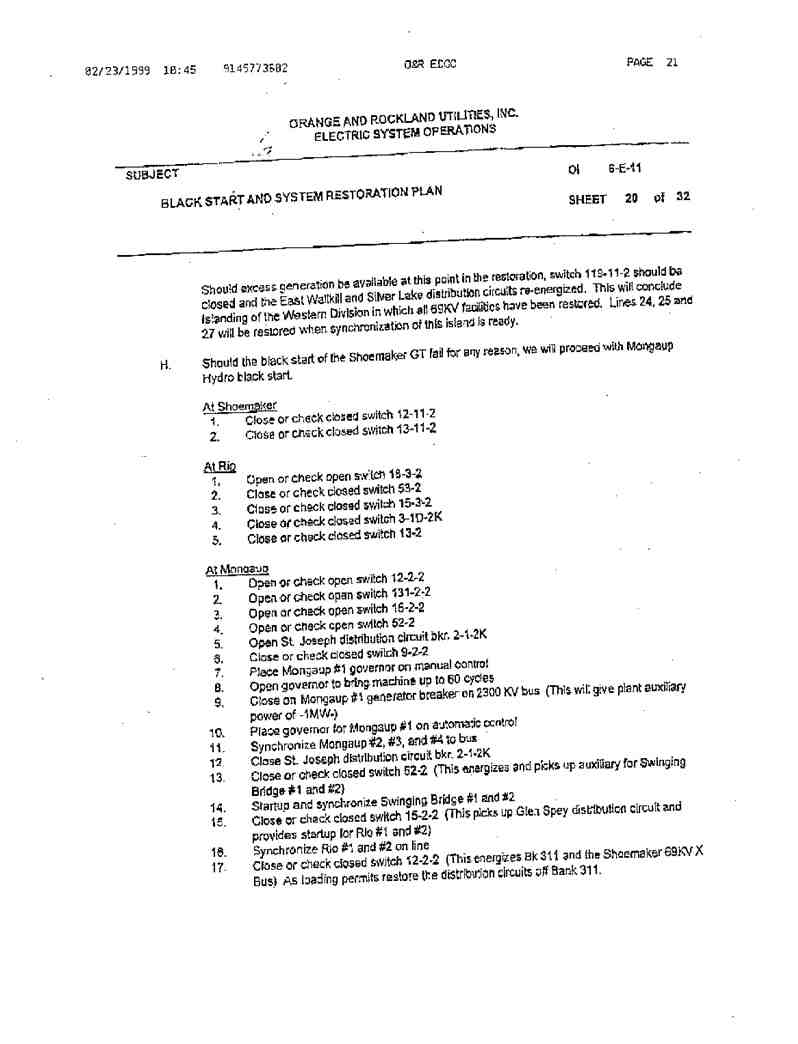 02/23/1999 10:45 9145773602 O&R EDCC PAGE 21
ORANGE AND ROCKLAND UTILITIES, INC.
ELECTRIC SYSTEM OPERATIONS
SUBJECT OI 6-E-11
BLACK START AND SYSTEM RESTORATION PLAN SHEET 20 of 32
Should excess generation be available at this point in the restoration, switch 118-11-2 should be
closed and the East Wallkill and Silver Lake distribution circuits re-energized. This will conclude
islanding of the Western Division in which all 69KV facilities have been restored. Lines 24, 25 and
27 will be restored when synchronization of this island is ready.
H. Should the black start of the Shoemaker GT fail for any reason, we will proceed with Mongaup
Hydro black start.
At Shoemaker
1. Close or check closed switch 12-11-2
2. Close or check closed switch 13-11-2
At Rio
1. Open or check open switch 18-3-2
2. Close or check closed switch 53-2
3. Close or check closed switch 15-3-2
4. Close or check closed switch 3-1D-2K
5. Close or check closed switch 13-2
At Mongaup
1. Open or check open switch 12-2-2
2. Open or check open switch 131-2-2
3. Open or check open switch 16-2-2
4. Open or check open switch 52-2
5. Open St. Joseph distribution circuit bkr. 2-1-2K
6. Close or check closed switch 9-2-2
7. Place Mongaup #1 governor on manual control
8. Open governor to bring machine up to 60 cycles
9. Close on Mongaup #1 generator breaker on 2300 KV bus (This will give plant auxiliary
power of -1MW-)
10. Place governor for Mongaup #1 on automatic control
11. Synchronize Mongaup #2, #3, and #4 to bus
12. Close St. Joseph distribution circuit bkr. 2-1-2K
13. Close or check closed switch 52-2 (This energizes and picks up auxiliary for Swinging
Bridge #1 and #2)
14. Startup and synchronize Swinging Bridge #1 and #2
15. Close or check closed switch 15-2-2 (This picks up Glen Spey distribution circuit and
provides startup for Rio #1 and #2)
16. Synchronize Rio #1 and #2 on line
17. Close or check closed switch 12-2-2 (This energizes Bk 311 and the Shoemaker 69KV X
Bus) As loading permits restore the distribution circuits off Bank 311.